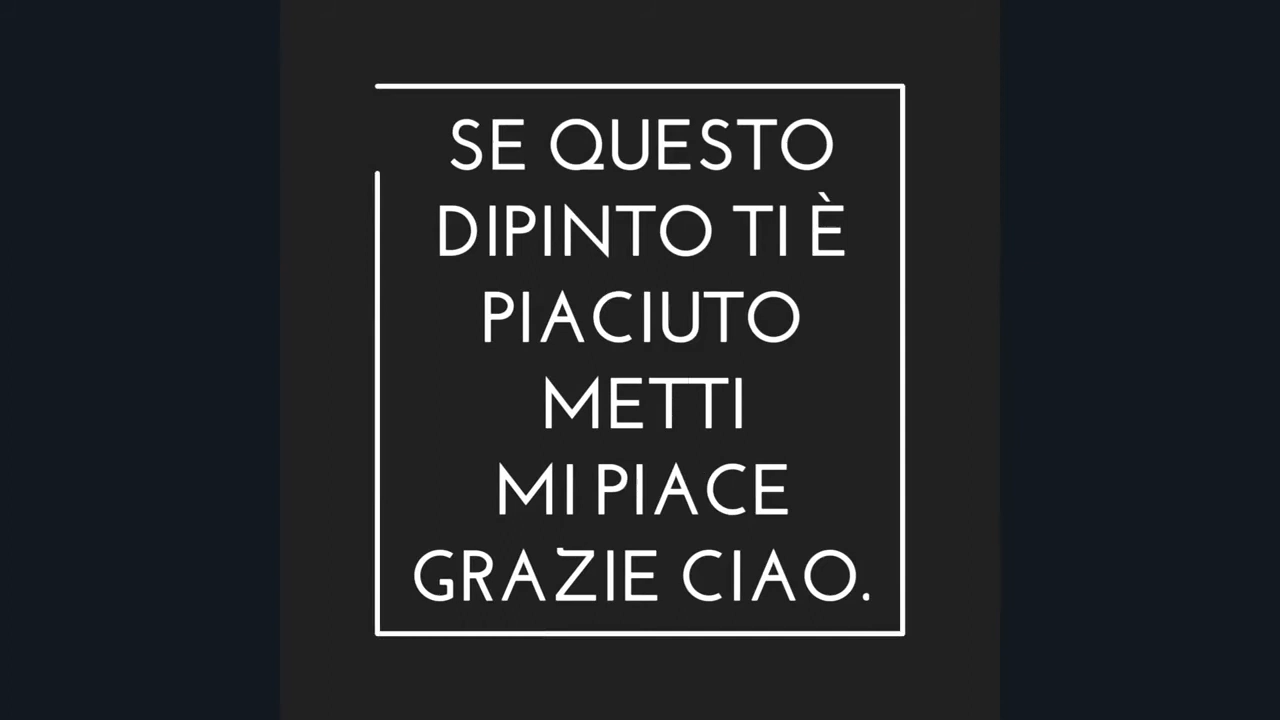 SE QUESTO
DIPINTO TI È
PIACIUTO
METTI
MI PIACE
GRAZIE CIAO.